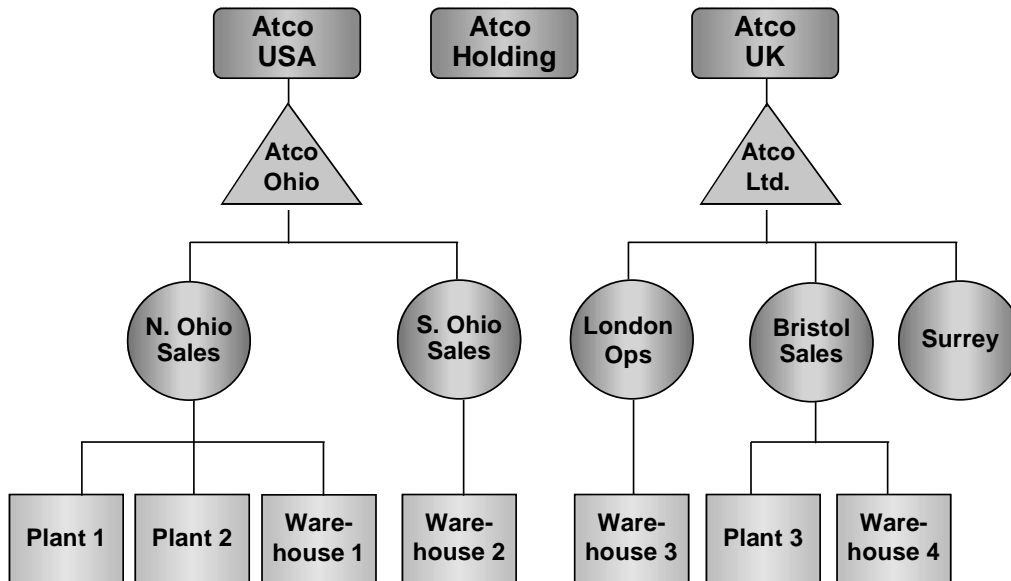 Atco
USA
Atco
Holding
Atco
UK
Atco
Ohio
Atco
Ltd.
N. Ohio
Sales
S. Ohio
Sales
London
Ops
Bristol
Sales
Surrey
Plant 1
Plant 2
Ware-
house 1
Ware-
house 2
Ware-
house 3
Plant 3
Ware-
house 4